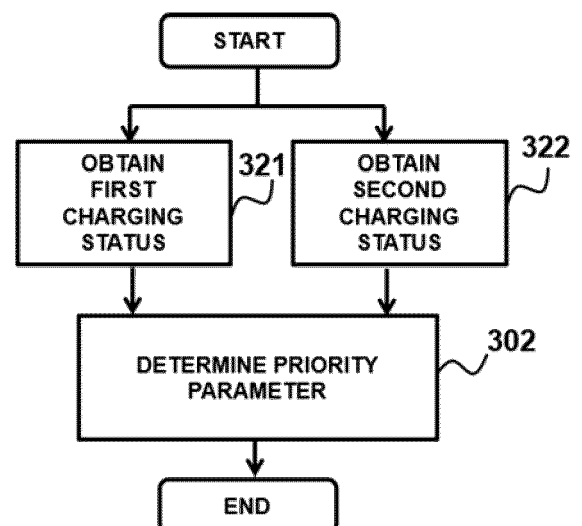 START
OBTAIN
FIRST
CHARGING
STATUS
321
OBTAIN
SECOND
CHARGING
STATUS
322
DETERMINE PRIORITY
PARAMETER
302
END